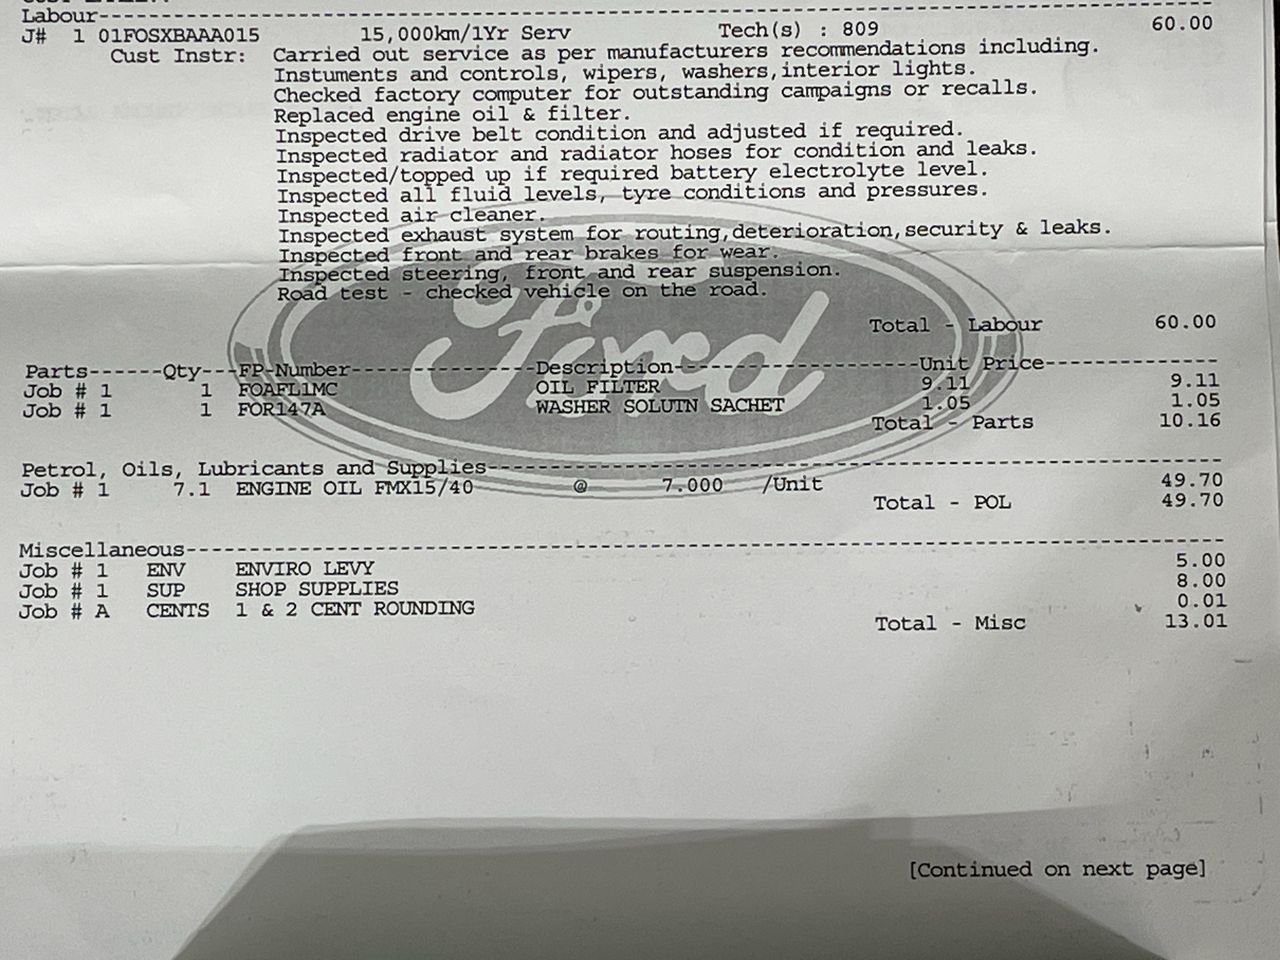 Labour------------------------------------------------------------
J# 1 01FOSXBAAA015 15,000km/1Yr Serv Tech(s) : 809 60.00
Cust Instr: Carried out service as per manufacturers recommendations including.
Instuments and controls, wipers, washers,interior lights.
Checked factory computer for outstanding campaigns or recalls.
Replaced engine oil & filter.
Inspected drive belt condition and adjusted if required.
Inspected radiator and radiator hoses for condition and leaks.
Inspected/topped up if required battery electrolyte level.
Inspected all fluid levels, tyre conditions and pressures.
Inspected air cleaner.
Inspected exhaust system for routing,deterioration,security & leaks.
Inspected front and rear brakes for wear.
Inspected steering, front and rear suspension.
Road test - checked vehicle on the road.
Ford
Total - Labour 60.00
Parts------Qty---FP-Number---------------Description--------------------Unit Price--------------
Job # 1 1 FOAFL1MC OIL FILTER 9.11 9.11
Job # 1 1 FOR147A WASHER SOLUTN SACHET 1.05 1.05
Total - Parts 10.16
Petrol, Oils, Lubricants and Supplies------------------------------------------------------------
Job # 1 7.1 ENGINE OIL FMX15/40 @ 7.000 /Unit 49.70
Total - POL 49.70
Miscellaneous------------------------------------------------------------
Job # 1 ENV ENVIRO LEVY 5.00
Job # 1 SUP SHOP SUPPLIES 8.00
Job # A CENTS 1 & 2 CENT ROUNDING 0.01
Total - Misc 13.01
[Continued on next page]